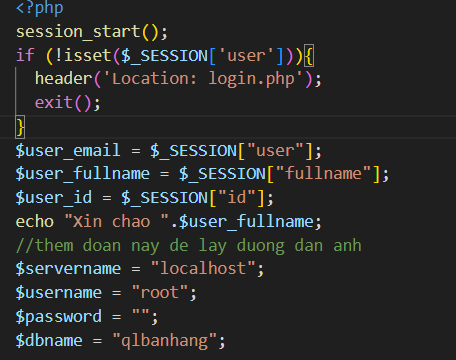 <?php
session_start();
if (!isset($_SESSION['user'])){
  header('Location: login.php');
  exit();
}
$user_email = $_SESSION["user"];
$user_fullname = $_SESSION["fullname"];
$user_id = $_SESSION["id"];
echo "Xin chao ".$user_fullname;
//them doan nay de lay duong dan anh
$servername = "localhost";
$username = "root";
$password = "";
$dbname = "qlbanhang";